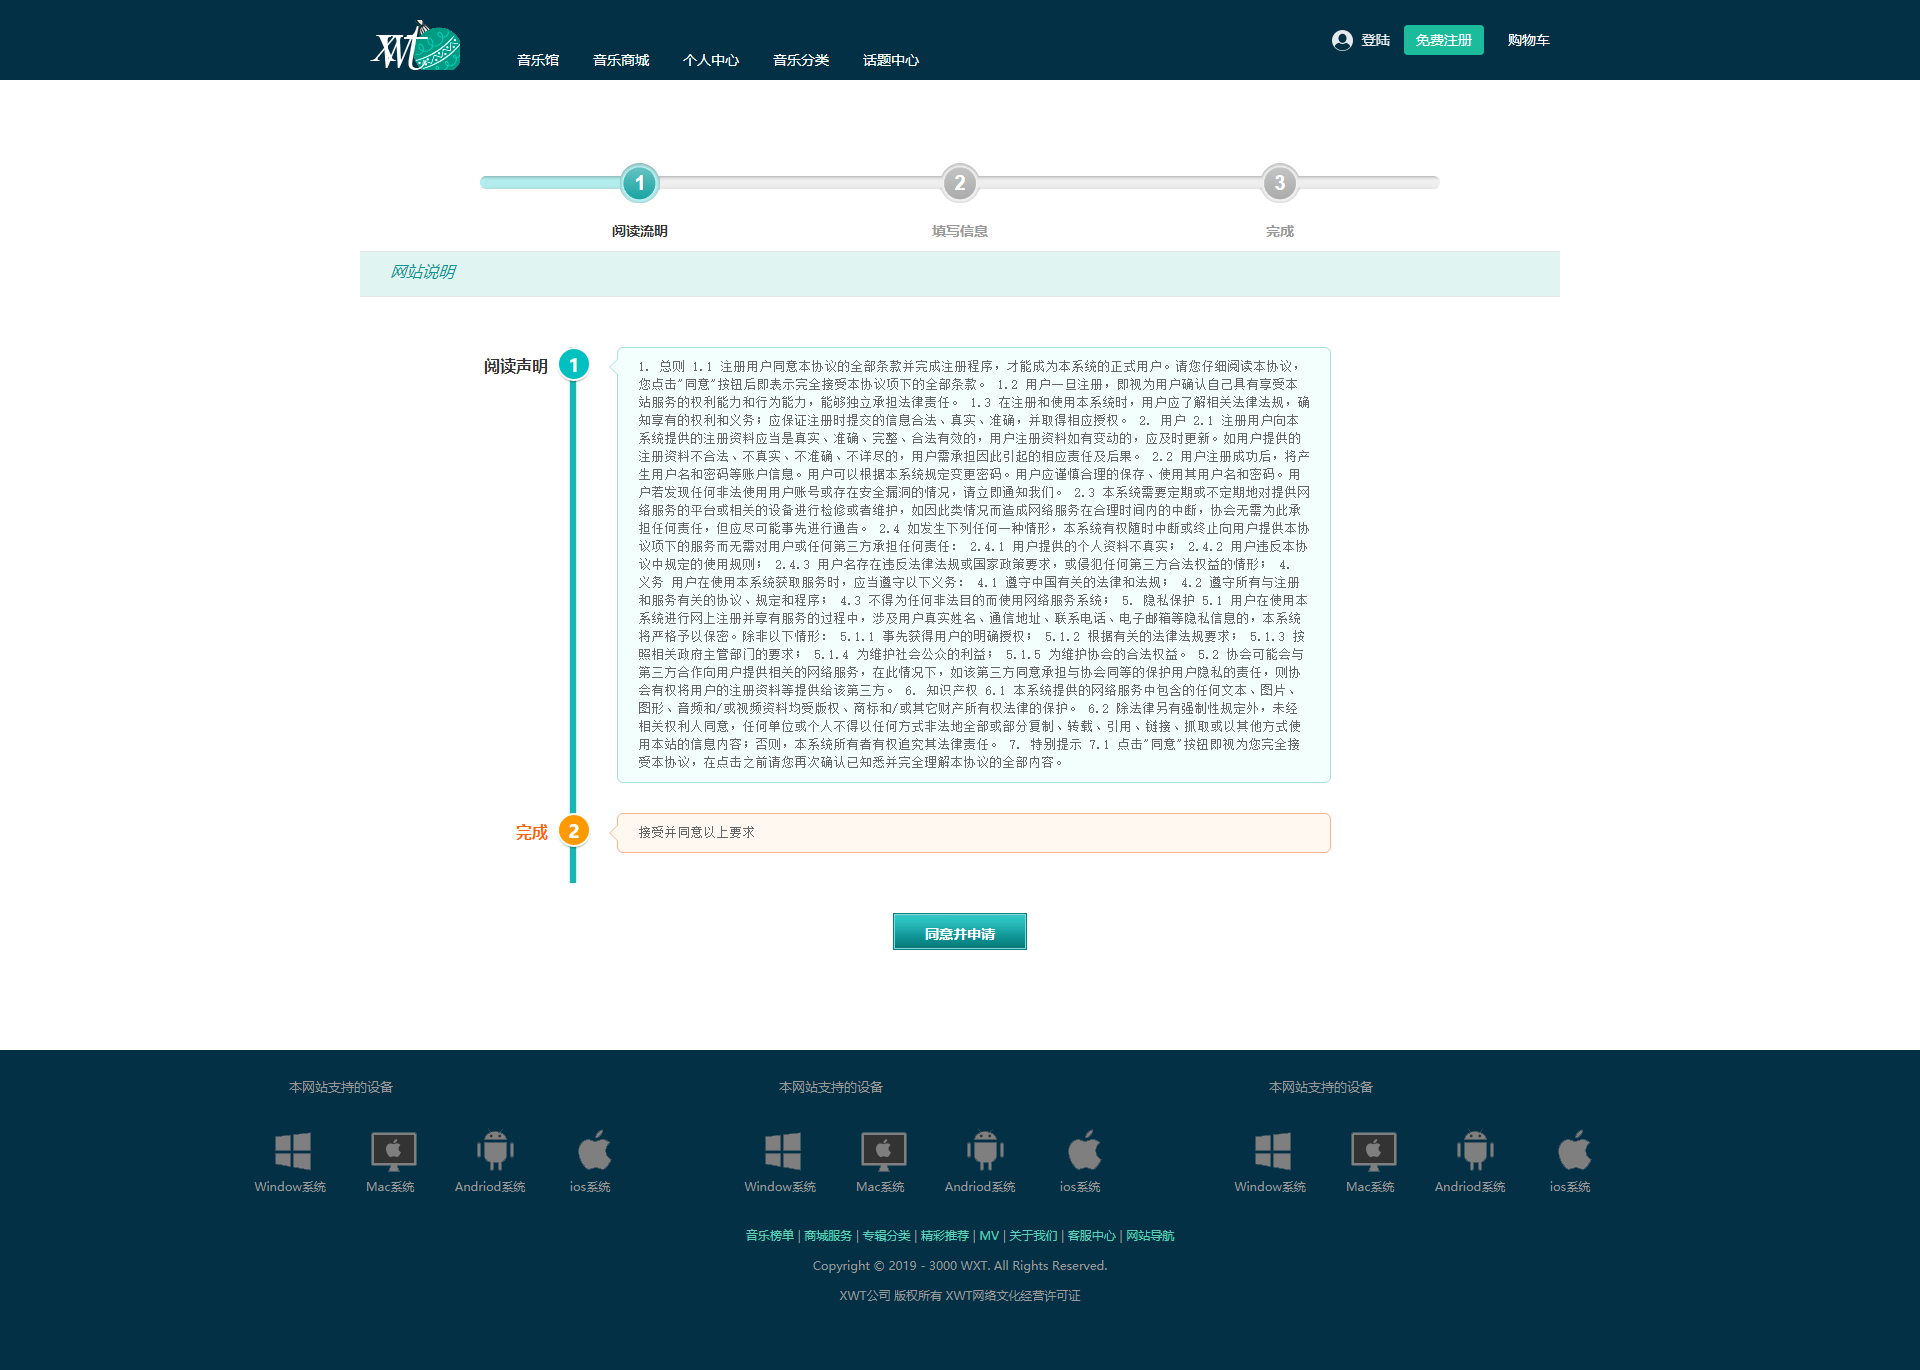 XWT
音乐馆 音乐商城 个人中心 音乐分类 话题中心
登陆 免费注册 购物车
1 2 3
阅读流明 填写信息 完成
网站说明
阅读声明 1
1. 总则 1.1 注册用户同意本协议的全部条款并完成注册程序，才能成为本系统的正式用户。请您仔细阅读本协议，
您点击"同意"按钮后即表示完全接受本协议项下的全部条款。 1.2 用户一旦注册，即视为用户确认自己具有享受本
站服务的权利能力和行为能力，能够独立承担法律责任。 1.3 在注册和使用本系统时，用户应了解相关法律法规，确
知享有的权利和义务；应保证注册时提交的信息合法、真实、准确，并取得相应授权。 2. 用户 2.1 注册用户向本
系统提供的注册资料应当是真实、准确、完整、合法有效的，用户注册资料如有变动的，应及时更新。如用户提供的
注册资料不合法、不真实、不准确、不详尽的，用户需承担因此引起的相应责任及后果。 2.2 用户注册成功后，将产
生用户名和密码等账户信息。用户可以根据本系统规定变更密码。用户应谨慎合理的保存、使用其用户名和密码。用
户若发现任何非法使用用户账号或存在安全漏洞的情况，请立即通知我们。 2.3 本系统需要定期或不定期地对提供网
络服务的平台或相关的设备进行检修或者维护，如因此类情况而造成网络服务在合理时间内的中断，协会无需为此承
担任何责任，但应尽可能事先进行通告。 2.4 如发生下列任何一种情形，本系统有权随时中断或终止向用户提供本协
议项下的服务而无需对用户或任何第三方承担任何责任： 2.4.1 用户提供的个人资料不真实； 2.4.2 用户违反本协
议中规定的使用规则； 2.4.3 用户名存在违反法律法规或国家政策要求，或侵犯任何第三方合法权益的情形； 4.
义务 用户在使用本系统获取服务时，应当遵守以下义务： 4.1 遵守中国有关的法律和法规； 4.2 遵守所有与注册
和服务有关的协议、规定和程序； 4.3 不得为任何非法目的而使用网络服务系统； 5. 隐私保护 5.1 用户在使用本
系统进行网上注册并享有服务的过程中，涉及用户真实姓名、通信地址、联系电话、电子邮箱等隐私信息的，本系统
将严格予以保密。除非以下情形： 5.1.1 事先获得用户的明确授权； 5.1.2 根据有关的法律法规要求； 5.1.3 按
照相关政府主管部门的要求； 5.1.4 为维护社会公众的利益； 5.1.5 为维护协会的合法权益。 5.2 协会可能会与
第三方合作向用户提供相关的网络服务，在此情况下，如该第三方同意承担与协会同等的保护用户隐私的责任，则协
会有权将用户的注册资料等提供给该第三方。 6. 知识产权 6.1 本系统提供的网络服务中包含的任何文本、图片、
图形、音频和/或视频资料均受版权、商标和/或其它财产所有权法律的保护。 6.2 除法律另有强制性规定外，未经
相关权利人同意，任何单位或个人不得以任何方式非法地全部或部分复制、转载、引用、链接、抓取或以其他方式使
用本站的信息内容；否则，本系统所有者有权追究其法律责任。 7. 特别提示 7.1 点击"同意"按钮即视为您完全接
受本协议，在点击之前请您再次确认已知悉并完全理解本协议的全部内容。
完成 2 接受并同意以上要求
同意并申请
本网站支持的设备 本网站支持的设备 本网站支持的设备
Window系统 Mac系统 Andriod系统 ios系统 Window系统 Mac系统 Andriod系统 ios系统 Window系统 Mac系统 Andriod系统 ios系统
音乐榜单 | 商城服务 | 专辑分类 | 精彩推荐 | MV | 关于我们 | 客服中心 | 网站导航
Copyright © 2019 - 3000 WXT. All Rights Reserved.
XWT公司 版权所有 XWT网络文化经营许可证